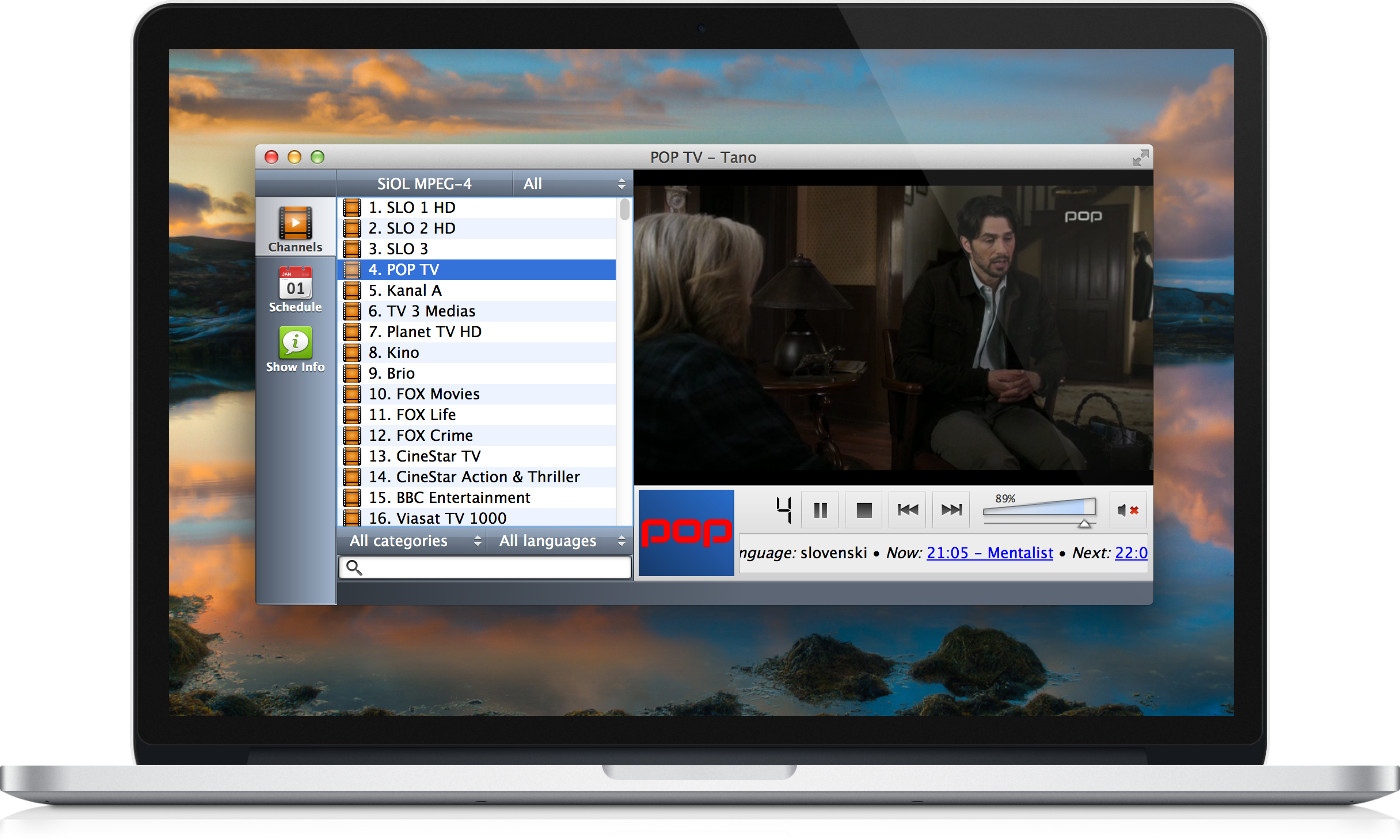 POP TV – Tano
SiOL MPEG-4
All
Channels
JAN
01
Schedule
Show Info
1. SLO 1 HD
2. SLO 2 HD
3. SLO 3
4. POP TV
5. Kanal A
6. TV 3 Medias
7. Planet TV HD
8. Kino
9. Brio
10. FOX Movies
11. FOX Life
12. FOX Crime
13. CineStar TV
14. CineStar Action & Thriller
15. BBC Entertainment
16. Viasat TV 1000
All categories
All languages
pop
pop
4
89%
nguage: slovenski • Now: 21:05 – Mentalist • Next: 22:0